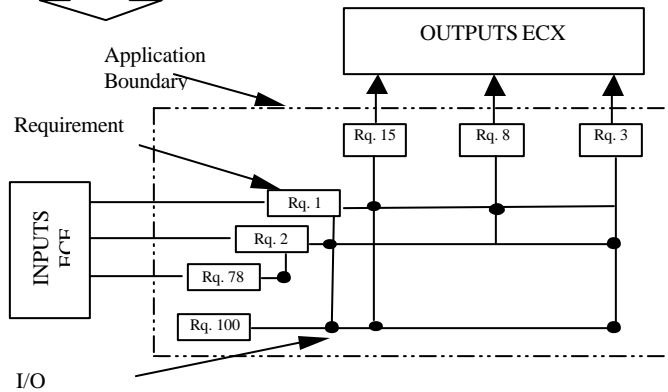 OUTPUTS ECX
Application
Boundary
Requirement
Rq. 15
Rq. 8
Rq. 3
Rq. 1
Rq. 2
Rq. 78
Rq. 100
INPUTS
I/O